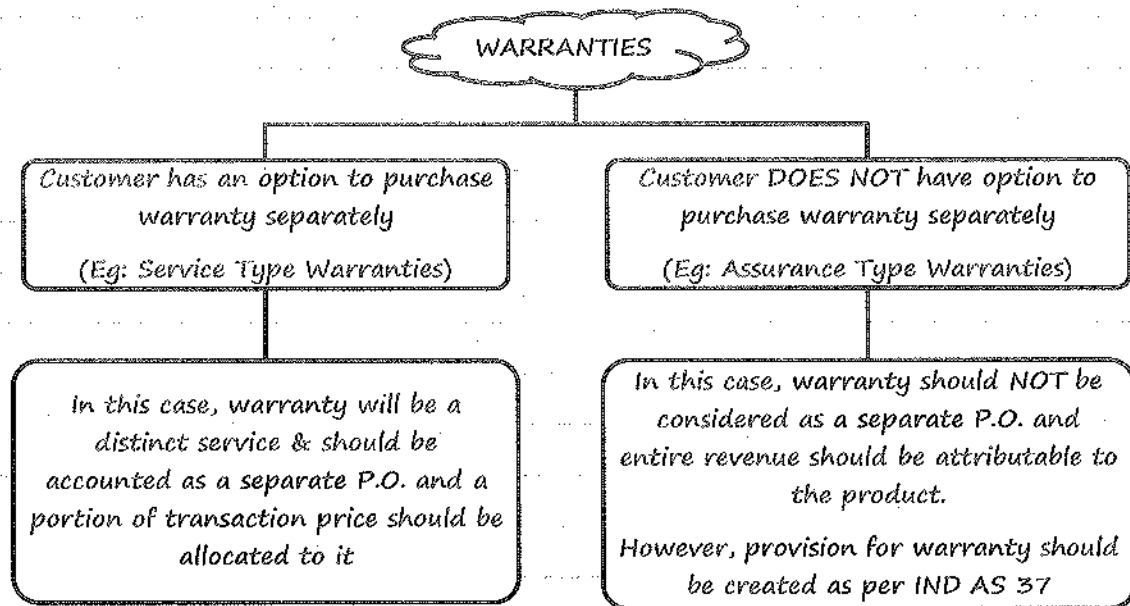 WARRANTIES
Customer has an option to purchase
warranty separately
(Eg: Service Type Warranties)
Customer DOES NOT have option to
purchase warranty separately
(Eg: Assurance Type Warranties)
In this case, warranty will be a
distinct service & should be
accounted as a separate P.O. and a
portion of transaction price should be
allocated to it
In this case, warranty should NOT be
considered as a separate P.O. and
entire revenue should be attributable to
the product.
However, provision for warranty should
be created as per IND AS 37